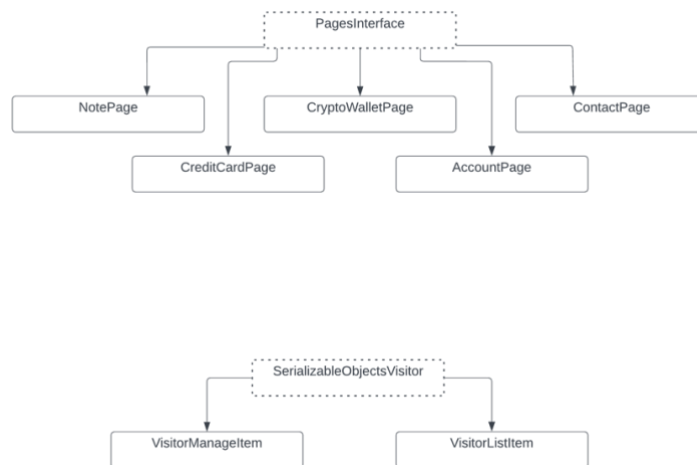 PagesInterface
NotePage
CryptoWalletPage
ContactPage
CreditCardPage
AccountPage
SerializableObjectsVisitor
VisitorManageItem
VisitorListItem